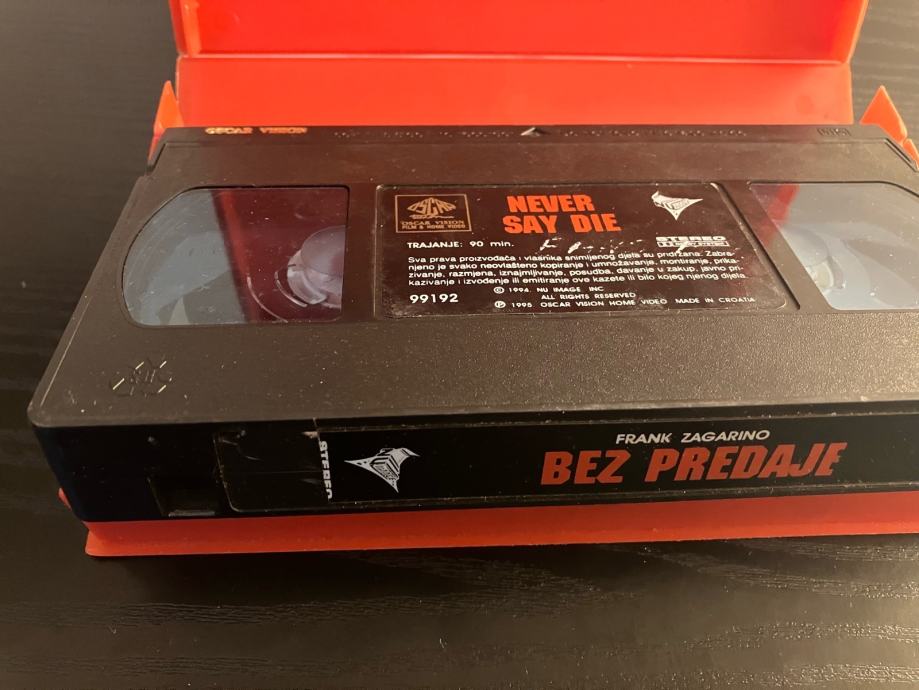 OSCAR VISION
OSCAR
OSCAR VISION
FILM & HOME VIDEO
NEVER
SAY DIE
STEREO
TRAJANJE: 90 min.
Sva prava proizvođača i vlasnika snimljenog djela su pridržana. Zabra-
njeno je svako neovlašteno kopiranje i umnožavanje, montiranje, prika-
zivanje, razmjena, iznajmljivanje, posudba, davanje u zakup, javno pri-
kazivanje i izvođenje ili emitiranje ove kazete ili bilo kojeg njenog dijela.
99192
© 1994 NU IMAGE, INC
ALL RIGHTS RESERVED
℗ 1995 OSCAR VISION HOME VIDEO MADE IN CROATIA
STEREO
FRANK ZAGARINO
BEZ PREDAJE